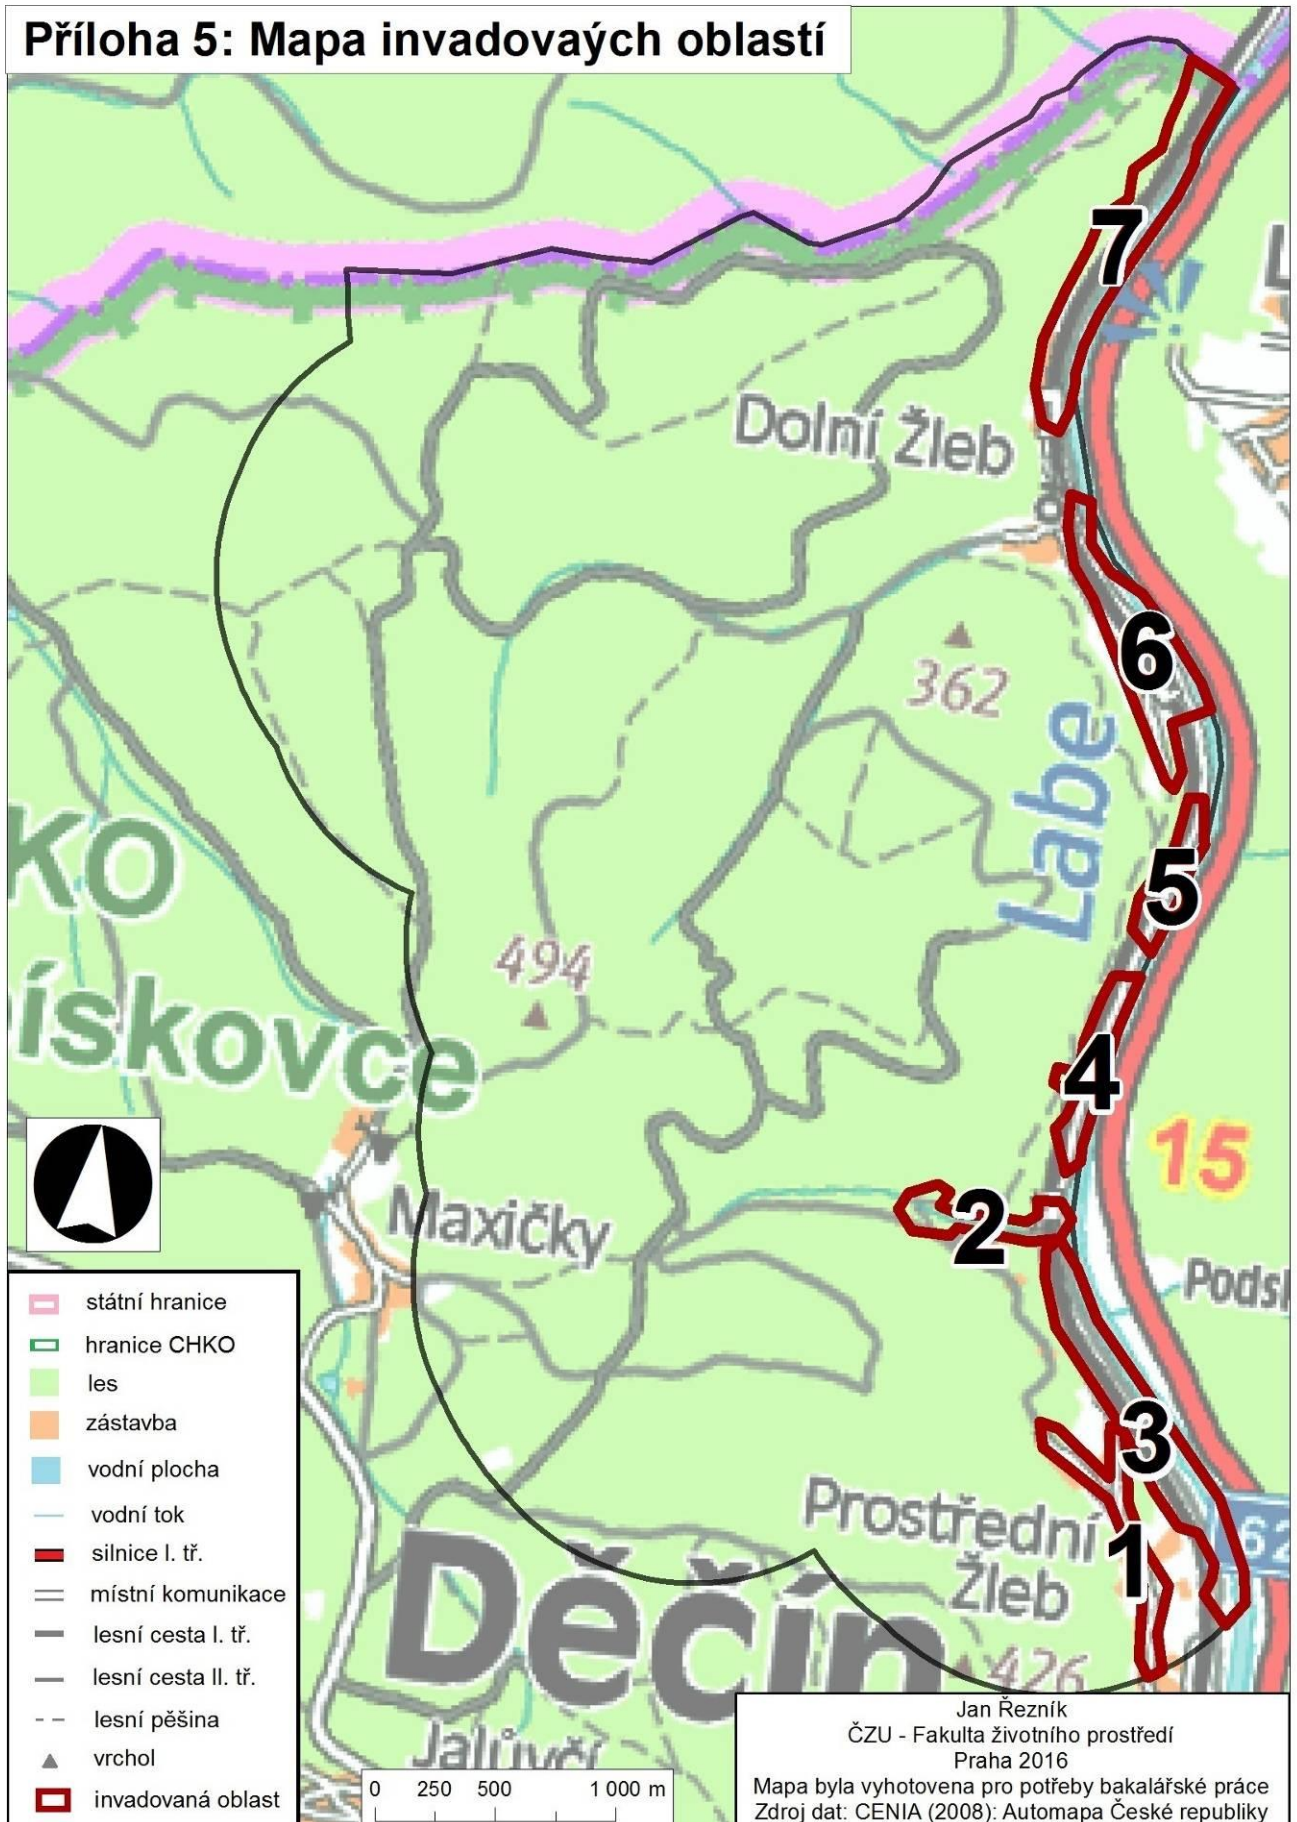 Příloha 5: Mapa invadovaých oblastí
7
Dolní Žleb
6
362
Labe
5
KO
494
ískovce
4
15
2
Maxičky
Pods
státní hranice
hranice CHKO
les
zástavba
vodní plocha
vodní tok
silnice I. tř.
místní komunikace
lesní cesta I. tř.
lesní cesta II. tř.
lesní pěšina
vrchol
invadovaná oblast
3
Prostřední
Žleb
62
1
Děčín
426
Jalůvčí
0 250 500 1 000 m
Jan Řezník
ČZU - Fakulta životního prostředí
Praha 2016
Mapa byla vyhotovena pro potřeby bakalářské práce
Zdroj dat: CENIA (2008): Automapa České republiky